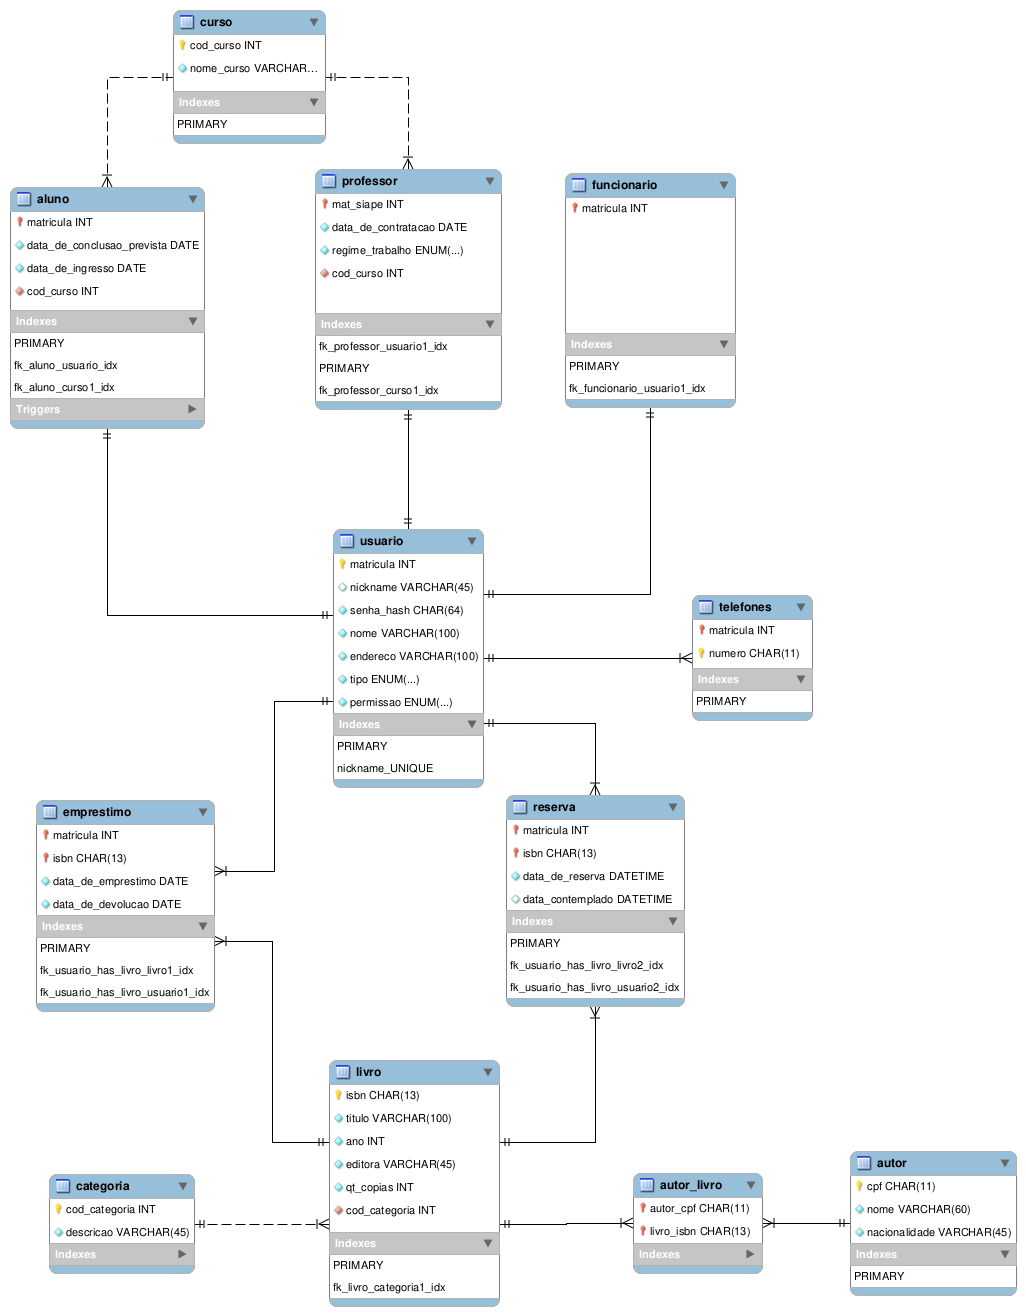 curso
cod_curso INT
nome_curso VARCHAR...
Indexes
PRIMARY
aluno
matricula INT
data_de_conclusao_prevista DATE
data_de_ingresso DATE
cod_curso INT
Indexes
PRIMARY
fk_aluno_usuario_idx
fk_aluno_curso1_idx
Triggers
professor
mat_siape INT
data_de_contratacao DATE
regime_trabalho ENUM(...)
cod_curso INT
Indexes
fk_professor_usuario1_idx
PRIMARY
fk_professor_curso1_idx
funcionario
matricula INT
Indexes
PRIMARY
fk_funcionario_usuario1_idx
usuario
matricula INT
nickname VARCHAR(45)
senha_hash CHAR(64)
nome VARCHAR(100)
endereco VARCHAR(100)
tipo ENUM(...)
permissao ENUM(...)
Indexes
PRIMARY
nickname_UNIQUE
telefones
matricula INT
numero CHAR(11)
Indexes
PRIMARY
emprestimo
matricula INT
isbn CHAR(13)
data_de_emprestimo DATE
data_de_devolucao DATE
Indexes
PRIMARY
fk_usuario_has_livro_livro1_idx
fk_usuario_has_livro_usuario1_idx
reserva
matricula INT
isbn CHAR(13)
data_de_reserva DATETIME
data_contemplado DATETIME
Indexes
PRIMARY
fk_usuario_has_livro_livro2_idx
fk_usuario_has_livro_usuario2_idx
livro
isbn CHAR(13)
titulo VARCHAR(100)
ano INT
editora VARCHAR(45)
qt_copias INT
cod_categoria INT
Indexes
PRIMARY
fk_livro_categoria1_idx
categoria
cod_categoria INT
descricao VARCHAR(45)
Indexes
autor_livro
autor_cpf CHAR(11)
livro_isbn CHAR(13)
Indexes
autor
cpf CHAR(11)
nome VARCHAR(60)
nacionalidade VARCHAR(45)
Indexes
PRIMARY